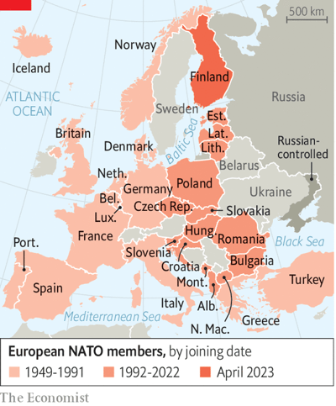 500 km
Norway
Iceland
Finland
ATLANTIC
OCEAN
Sweden
Russia
Est.
Baltic Sea
Britain
Lat.
Denmark
Lith.
Russian-
controlled
Belarus
Neth.
Germany
Poland
Ukraine
Bel.
Czech Rep.
Lux.
Slovakia
France
Hung.
Romania
Black Sea
Port.
Slovenia
Croatia
Bulgaria
Spain
Mont.
Turkey
Italy
Alb.
Mediterranean Sea
Greece
N. Mac.
European NATO members, by joining date
1949-1991
1992-2022
April 2023
The Economist